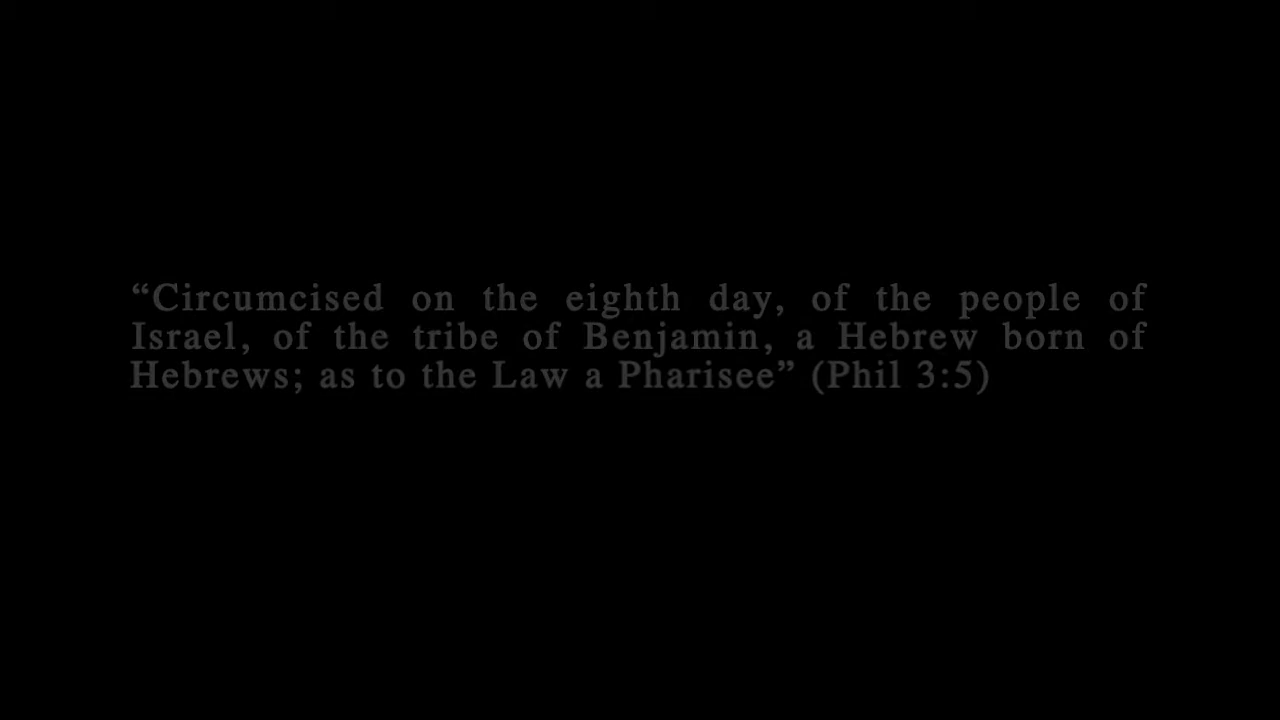 “Circumcised on the eighth day, of the people of
Israel, of the tribe of Benjamin, a Hebrew born of
Hebrews; as to the Law a Pharisee” (Phil 3:5)